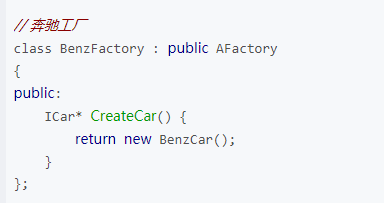 // 奔驰工厂
class BenzFactory : public AFactory
{
public:
    ICar* CreateCar() {
        return new BenzCar();
    }
};